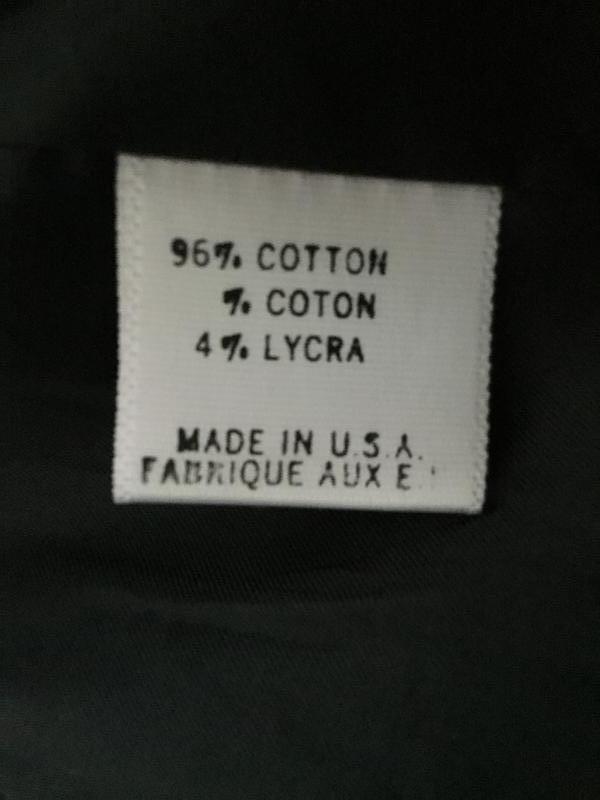 96% COTTON
% COTON
4% LYCRA
MADE IN U.S.A.
FABRIQUE AUX E.